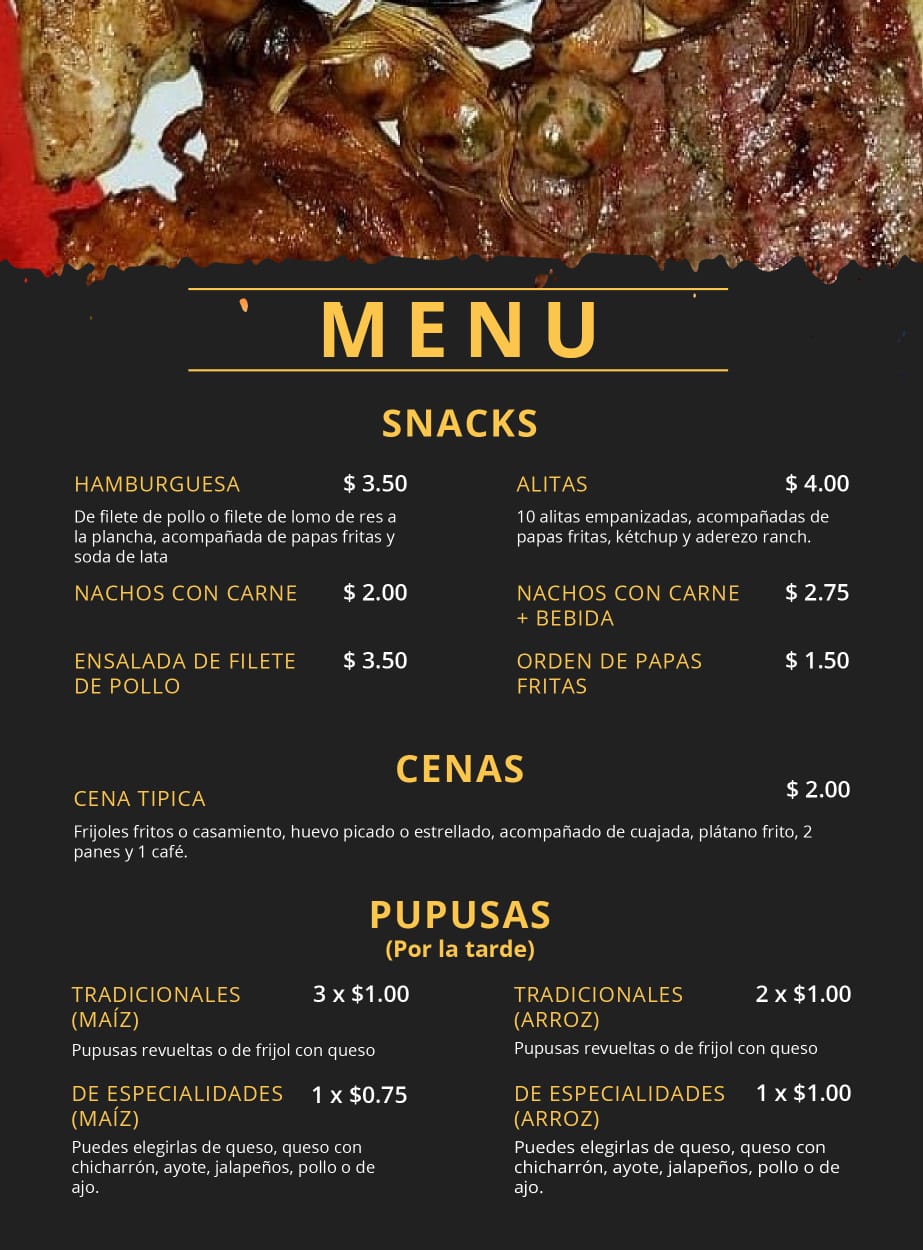 MENU
SNACKS
HAMBURGUESA $ 3.50
De filete de pollo o filete de lomo de res a
la plancha, acompañada de papas fritas y
soda de lata
ALITAS $ 4.00
10 alitas empanizadas, acompañadas de
papas fritas, kétchup y aderezo ranch.
NACHOS CON CARNE $ 2.00
NACHOS CON CARNE $ 2.75
+ BEBIDA
ENSALADA DE FILETE $ 3.50
DE POLLO
ORDEN DE PAPAS $ 1.50
FRITAS
CENAS
CENA TIPICA $ 2.00
Frijoles fritos o casamiento, huevo picado o estrellado, acompañado de cuajada, plátano frito, 2
panes y 1 café.
PUPUSAS
(Por la tarde)
TRADICIONALES 3 x $1.00
(MAÍZ)
Pupusas revueltas o de frijol con queso
TRADICIONALES 2 x $1.00
(ARROZ)
Pupusas revueltas o de frijol con queso
DE ESPECIALIDADES 1 x $0.75
(MAÍZ)
Puedes elegirlas de queso, queso con
chicharrón, ayote, jalapeños, pollo o de
ajo.
DE ESPECIALIDADES 1 x $1.00
(ARROZ)
Puedes elegirlas de queso, queso con
chicharrón, ayote, jalapeños, pollo o de
ajo.